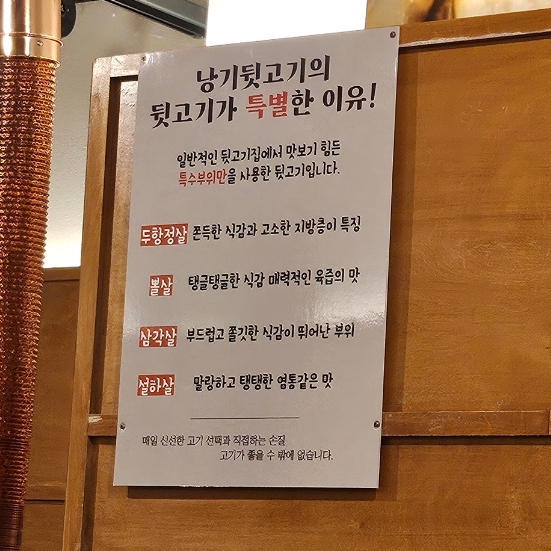 낭기뒷고기의
뒷고기가 특별한 이유!
일반적인 뒷고기집에서 맛보기 힘든
특수부위만을 사용한 뒷고기입니다.
두항정살 쫀득한 식감과 고소한 지방층이 특징
볼살 탱글탱글한 식감 매력적인 육즙의 맛
삼각살 부드럽고 쫄깃한 식감이 뛰어난 부위
설하살 말랑하고 탱탱한 염통같은 맛
매일 신선한 고기 선택과 직접하는 손질
고기가 좋을 수 밖에 없습니다.